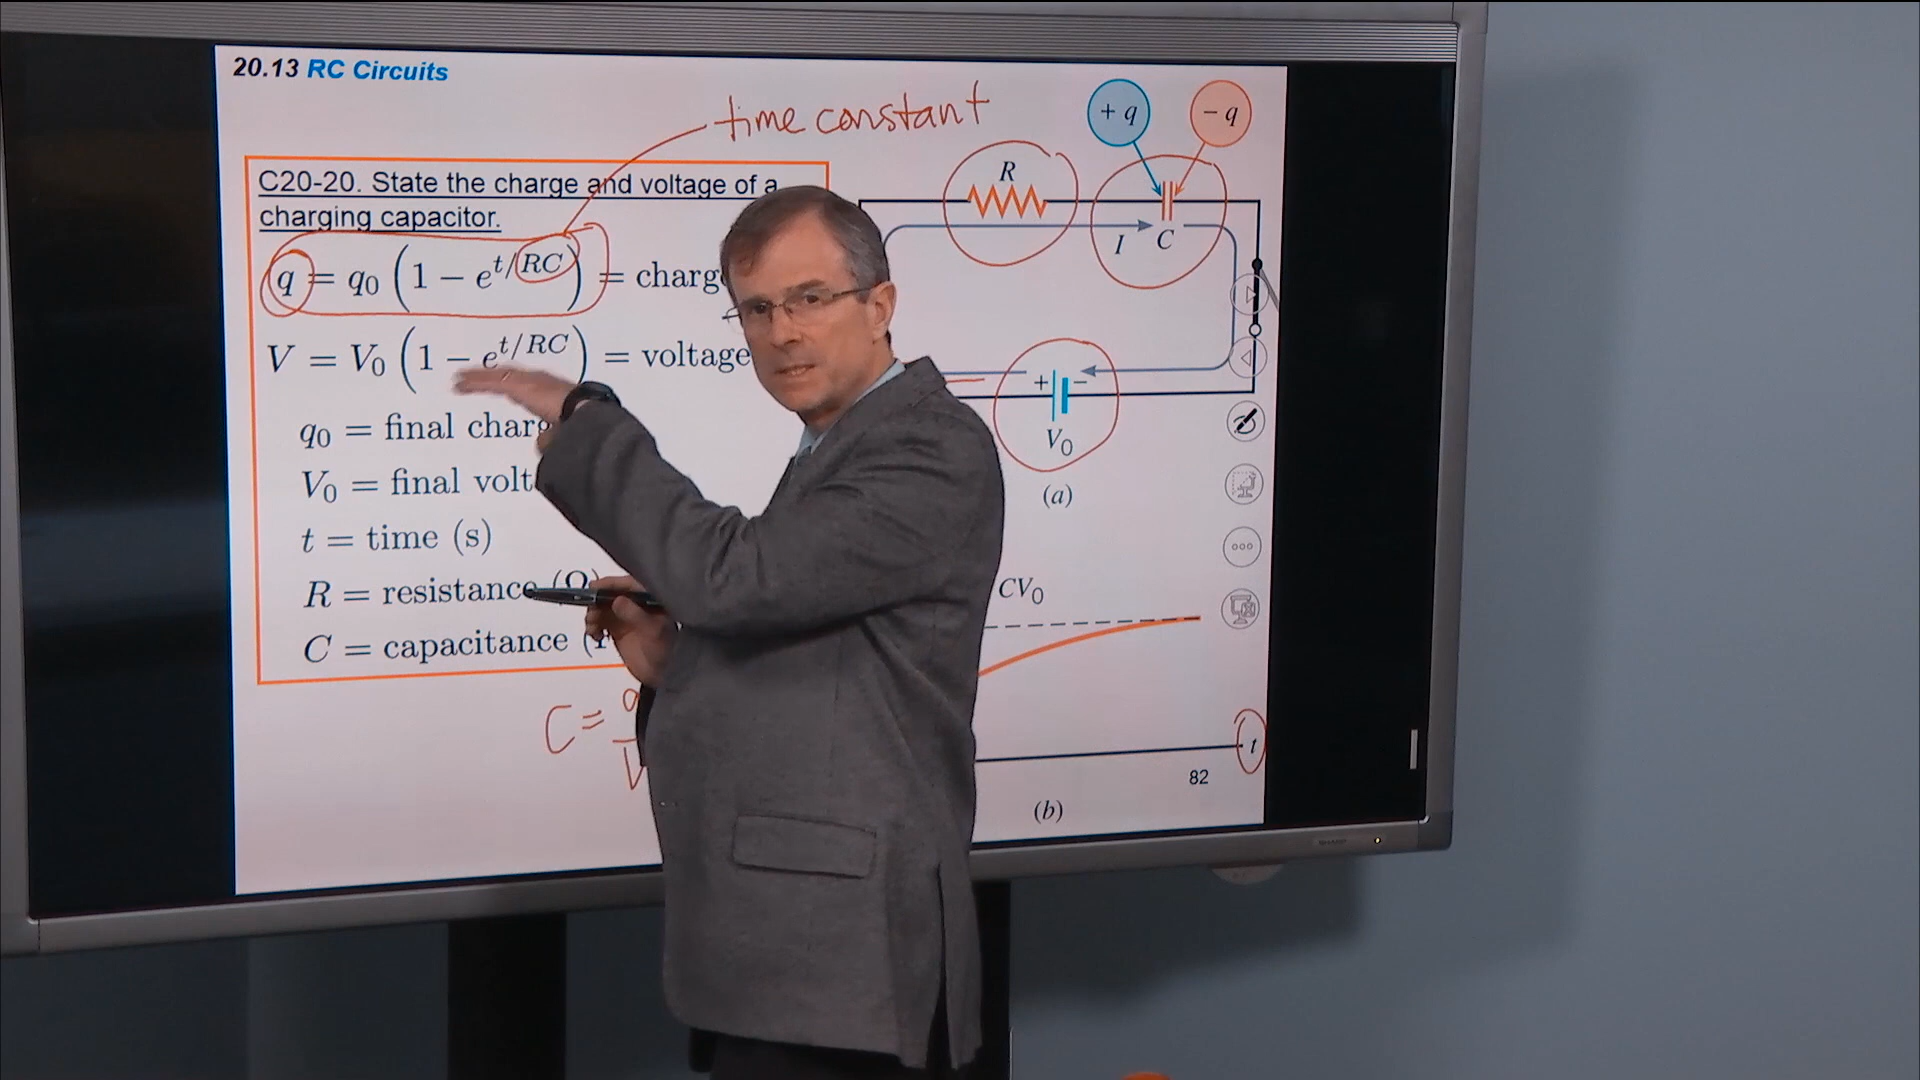 20.13 RC Circuits
time constant
C20-20. State the charge and voltage of a
charging capacitor.
q = q₀ (1 − e^{t/RC}) = charge
V = V₀ (1 − e^{t/RC}) = voltage
q₀ = final charg
V₀ = final volt
t = time (s)
R = resistance (Ω)
C = capacitance (
C =
+ q
− q
R
I
C
+
−
V₀
(a)
CV₀
t
82
(b)